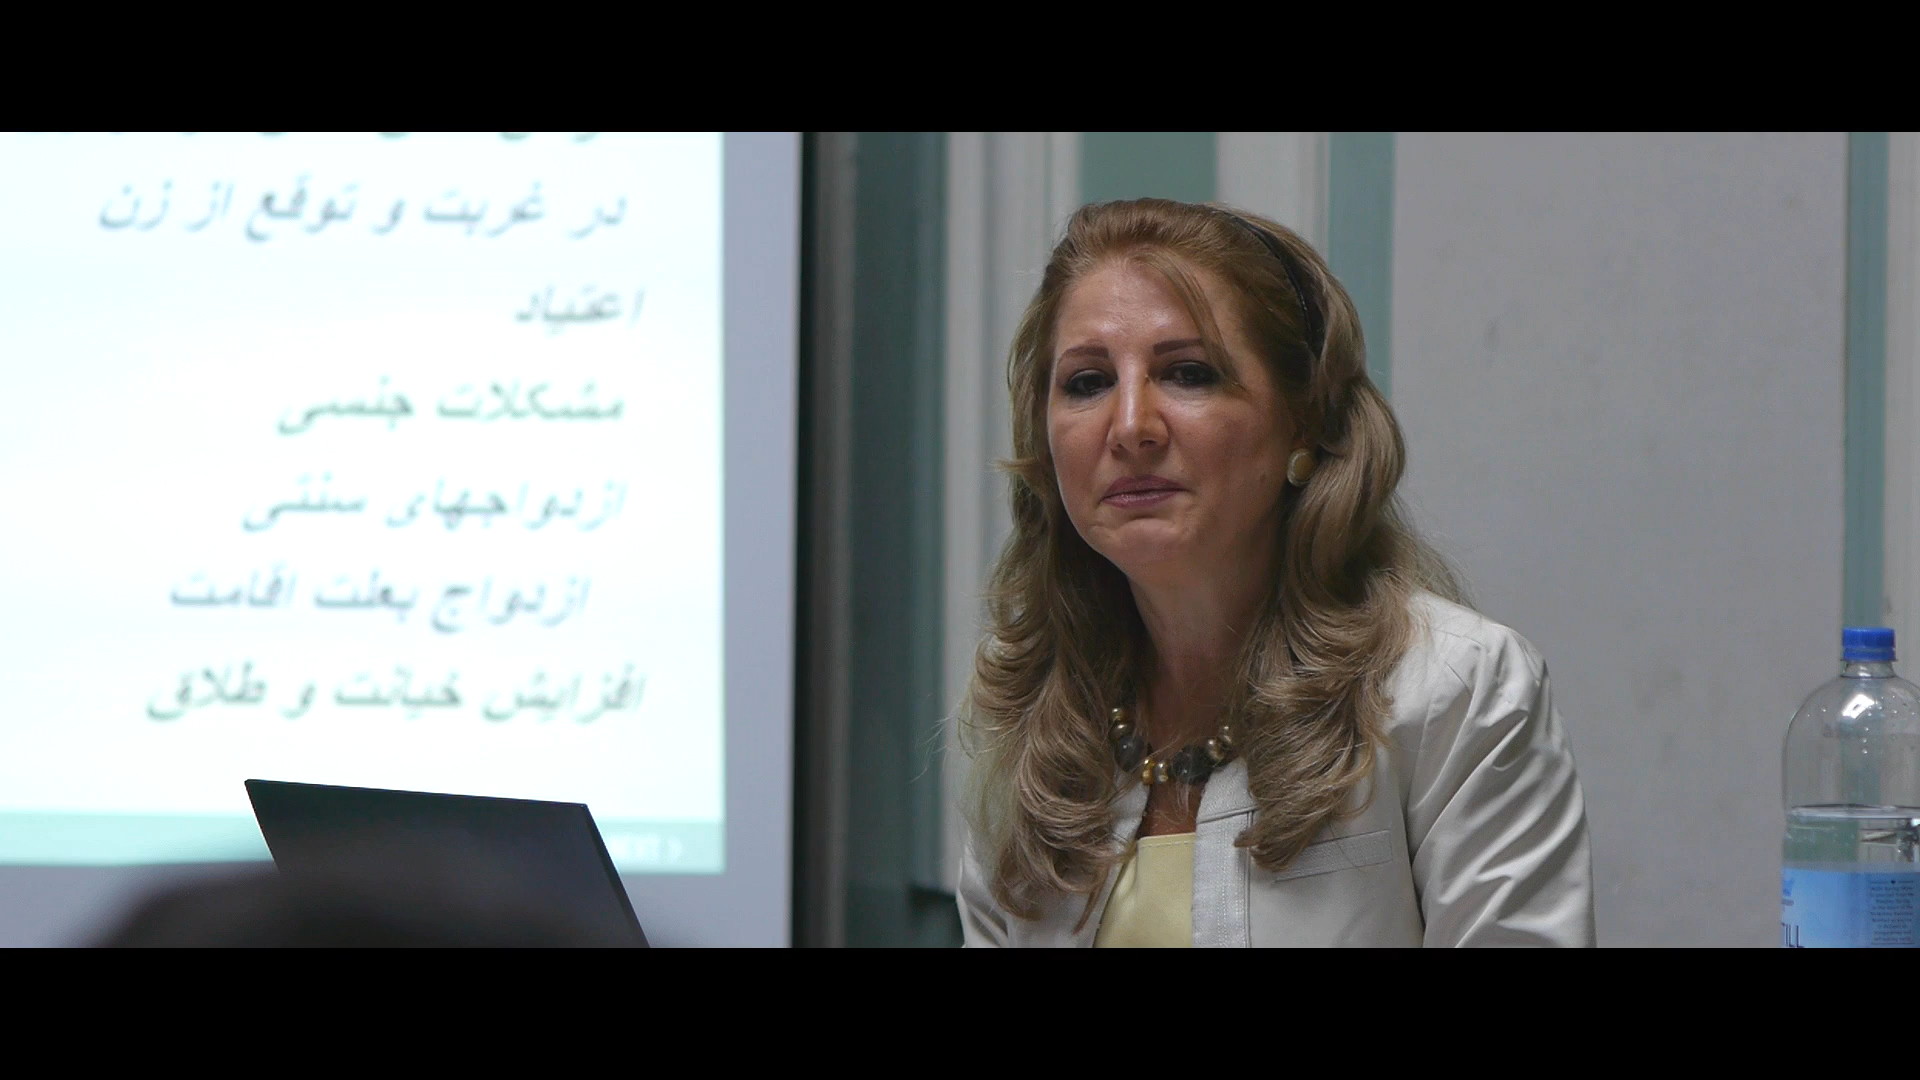 در غربت و توقع از زن
اعتیاد
مشکلات جنسی
ازدواجهای سنتی
ازدواج بعلت اقامت
افزایش خیانت و طلاق